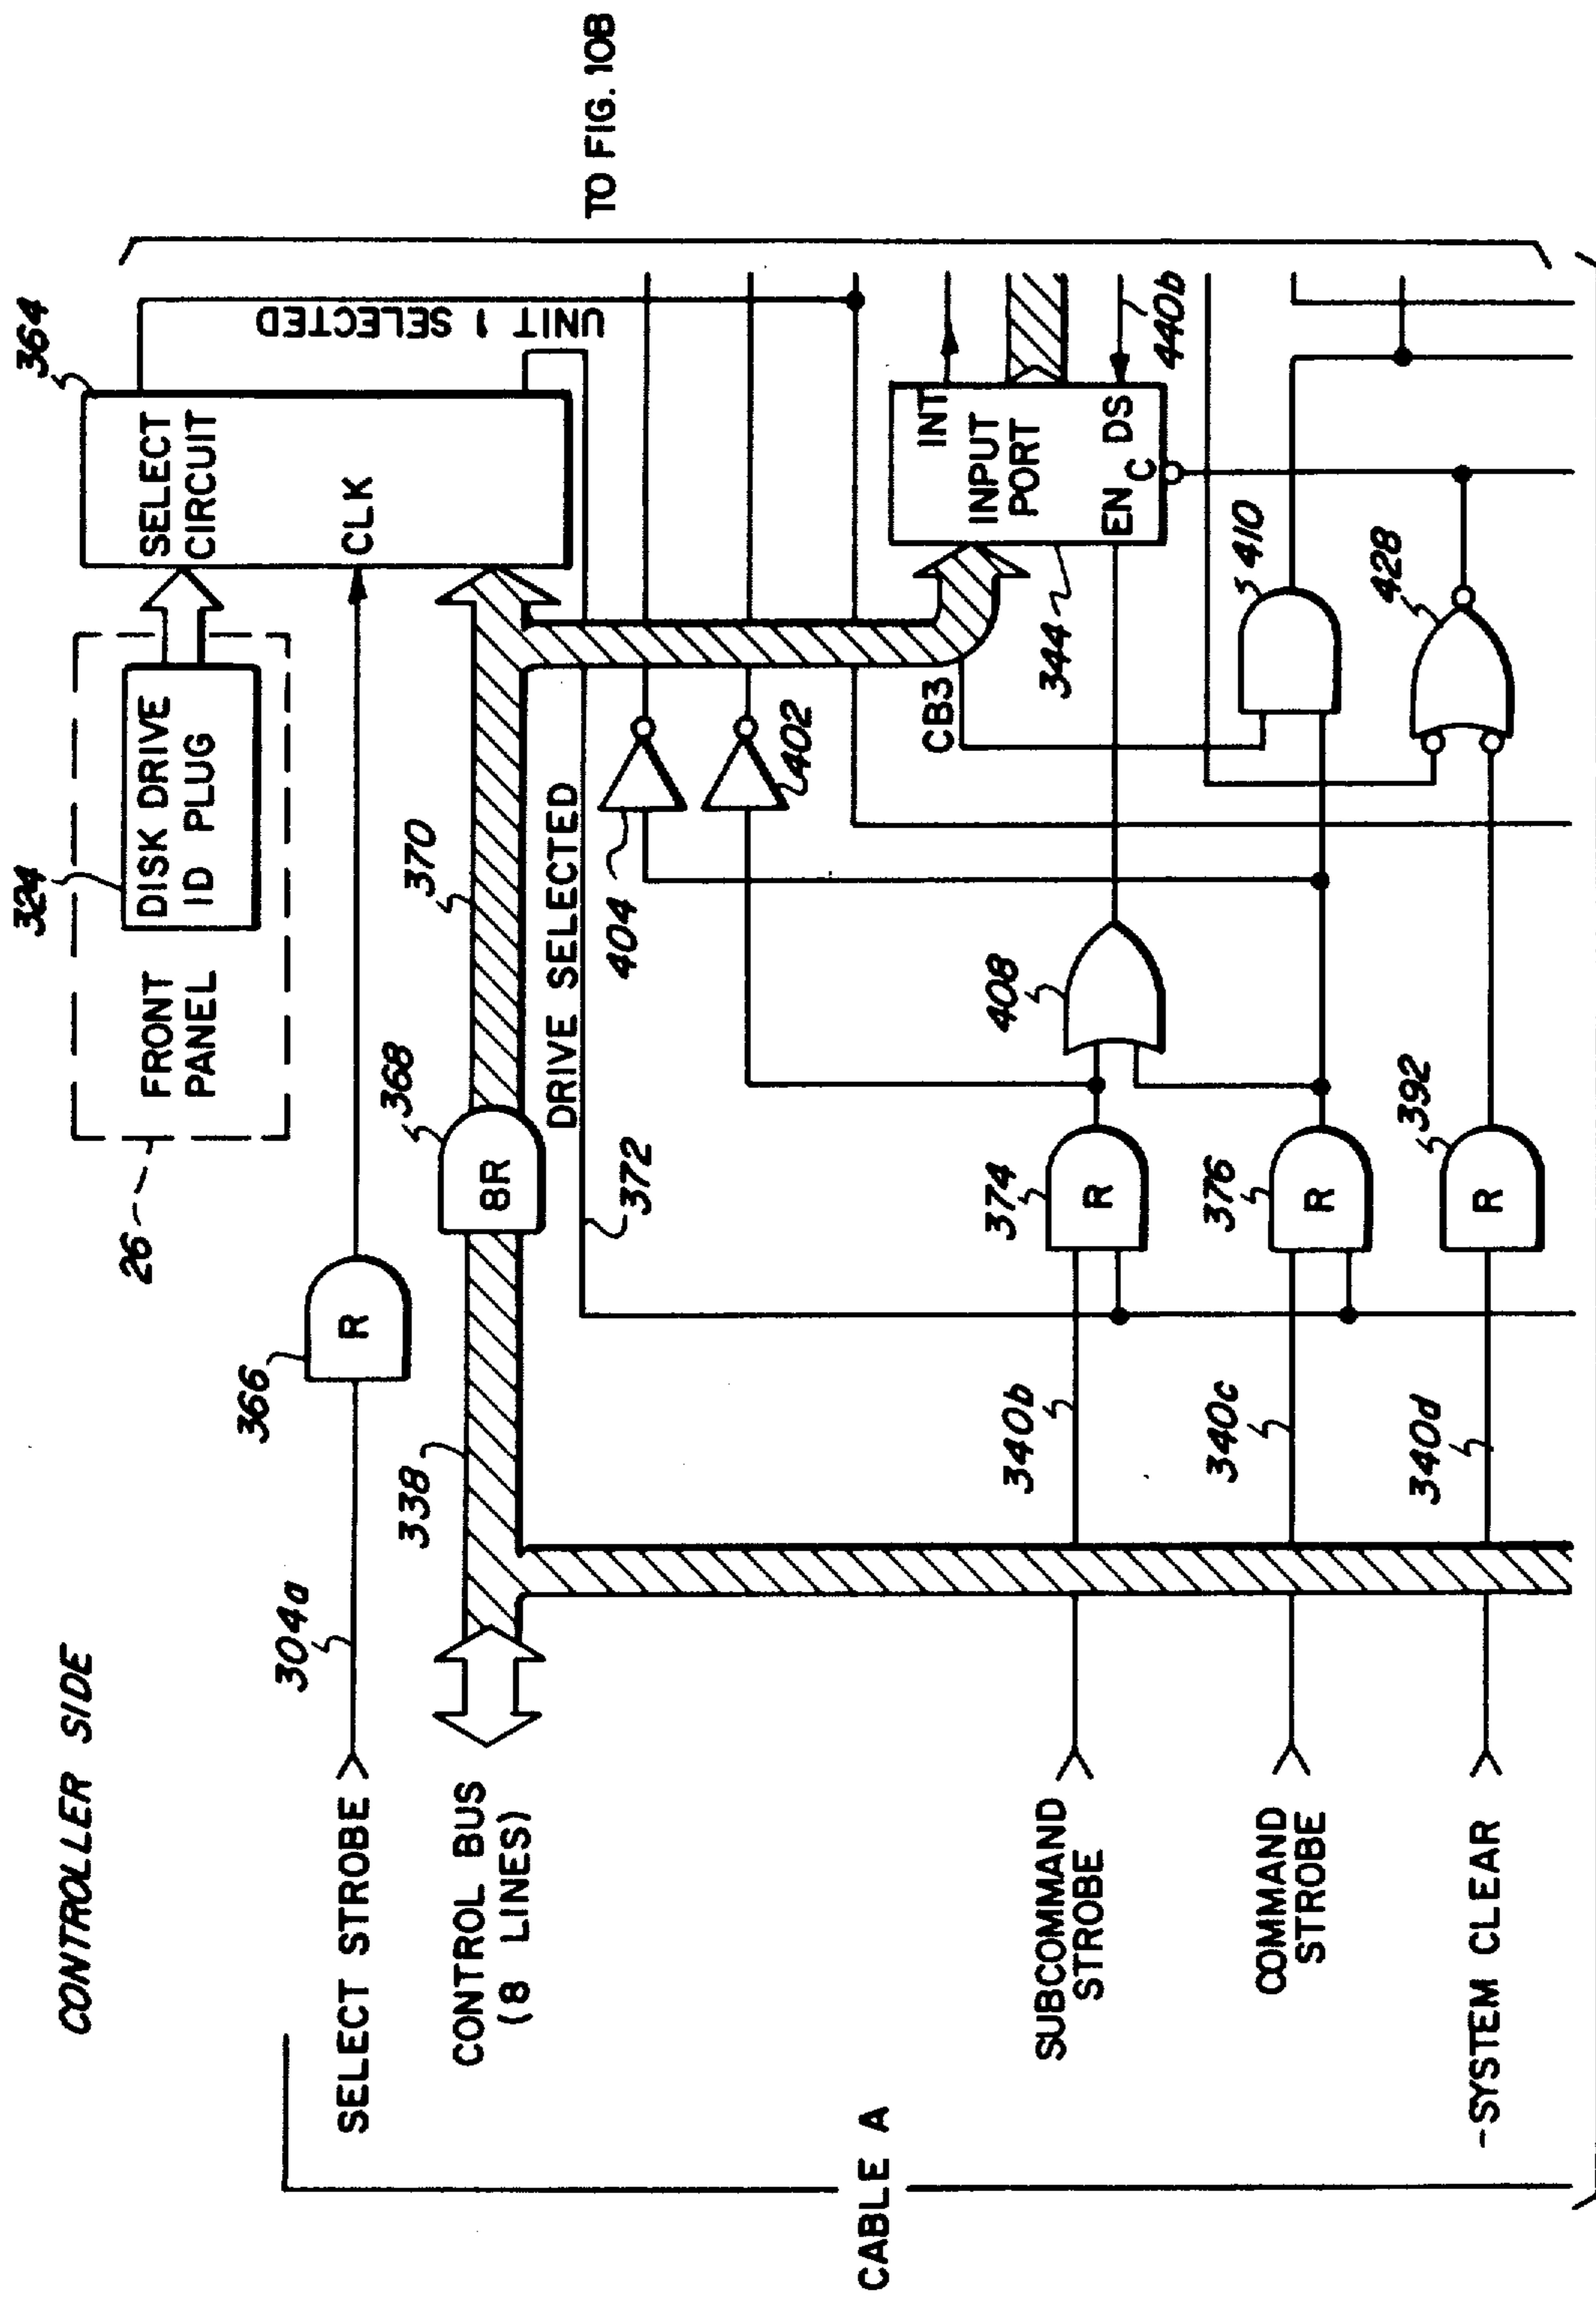 CONTROLLER SIDE
26
324
FRONT
PANEL
DISK DRIVE
ID PLUG
364
SELECT
CIRCUIT
CLK
366
R
304a
SELECT STROBE
UNIT 1 SELECTED
CONTROL BUS
(8 LINES)
338
368
8R
370
DRIVE SELECTED
372
TO FIG. 10B
404
402
CABLE A
CB3
344
INT
INPUT
PORT
EN
DS
C
440b
SUBCOMMAND
STROBE
340b
374
R
408
COMMAND
STROBE
340c
376
R
410
-SYSTEM CLEAR
340d
392
R
428